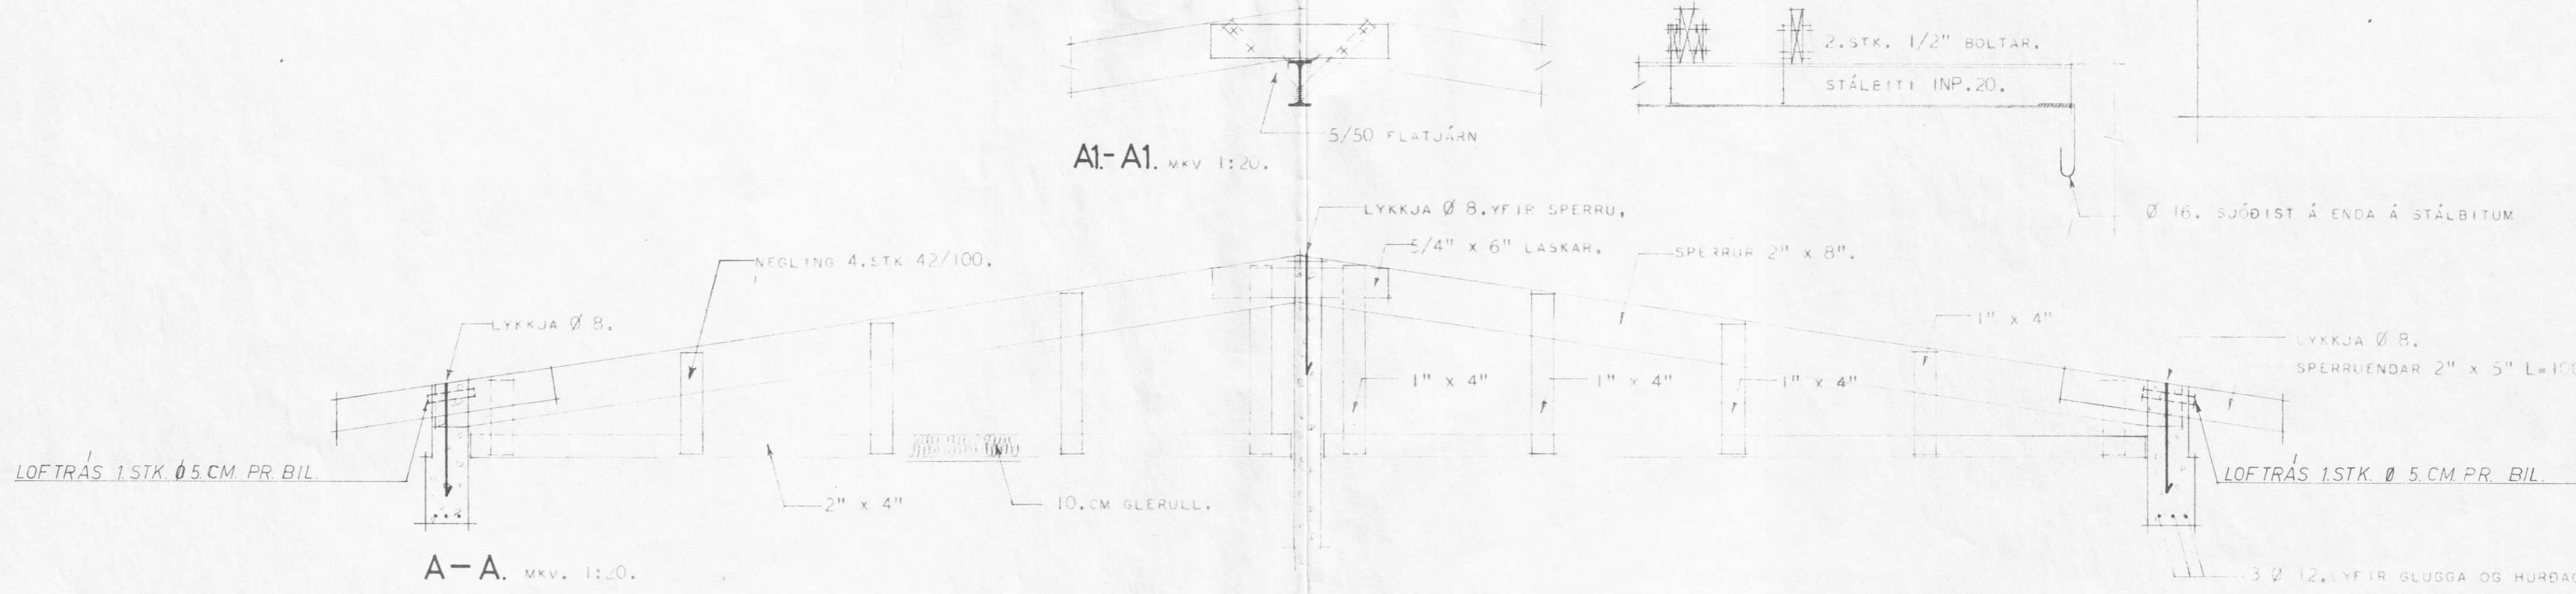 2.STK. 1/2" BOLTAR.
STÁLBITI INP.20.
5/50 FLATJÁRN
A1.- A1. MKV 1:20.
LYKKJA Ø 8.YFIR SPERRU.
Ø 16. SJÓÐIST Á ENDA Á STÁLBITUM
5/4" x 6" LASKAR.
SPERRUR 2" x 8".
NEGLING 4.STK 42/100.
LYKKJA Ø 8.
1" x 4"
LYKKJA Ø 8.
SPERRUENDAR 2" x 5" L=100
1" x 4"
1" x 4"
1" x 4"
LOFTRÁS 1.STK. Ø 5.CM. PR. BIL.
LOFTRÁS 1.STK. Ø 5.CM. PR. BIL.
2" x 4"
10.CM GLERULL.
A – A. MKV. 1:20.
3 Ø 12. YFIR GLUGGA OG